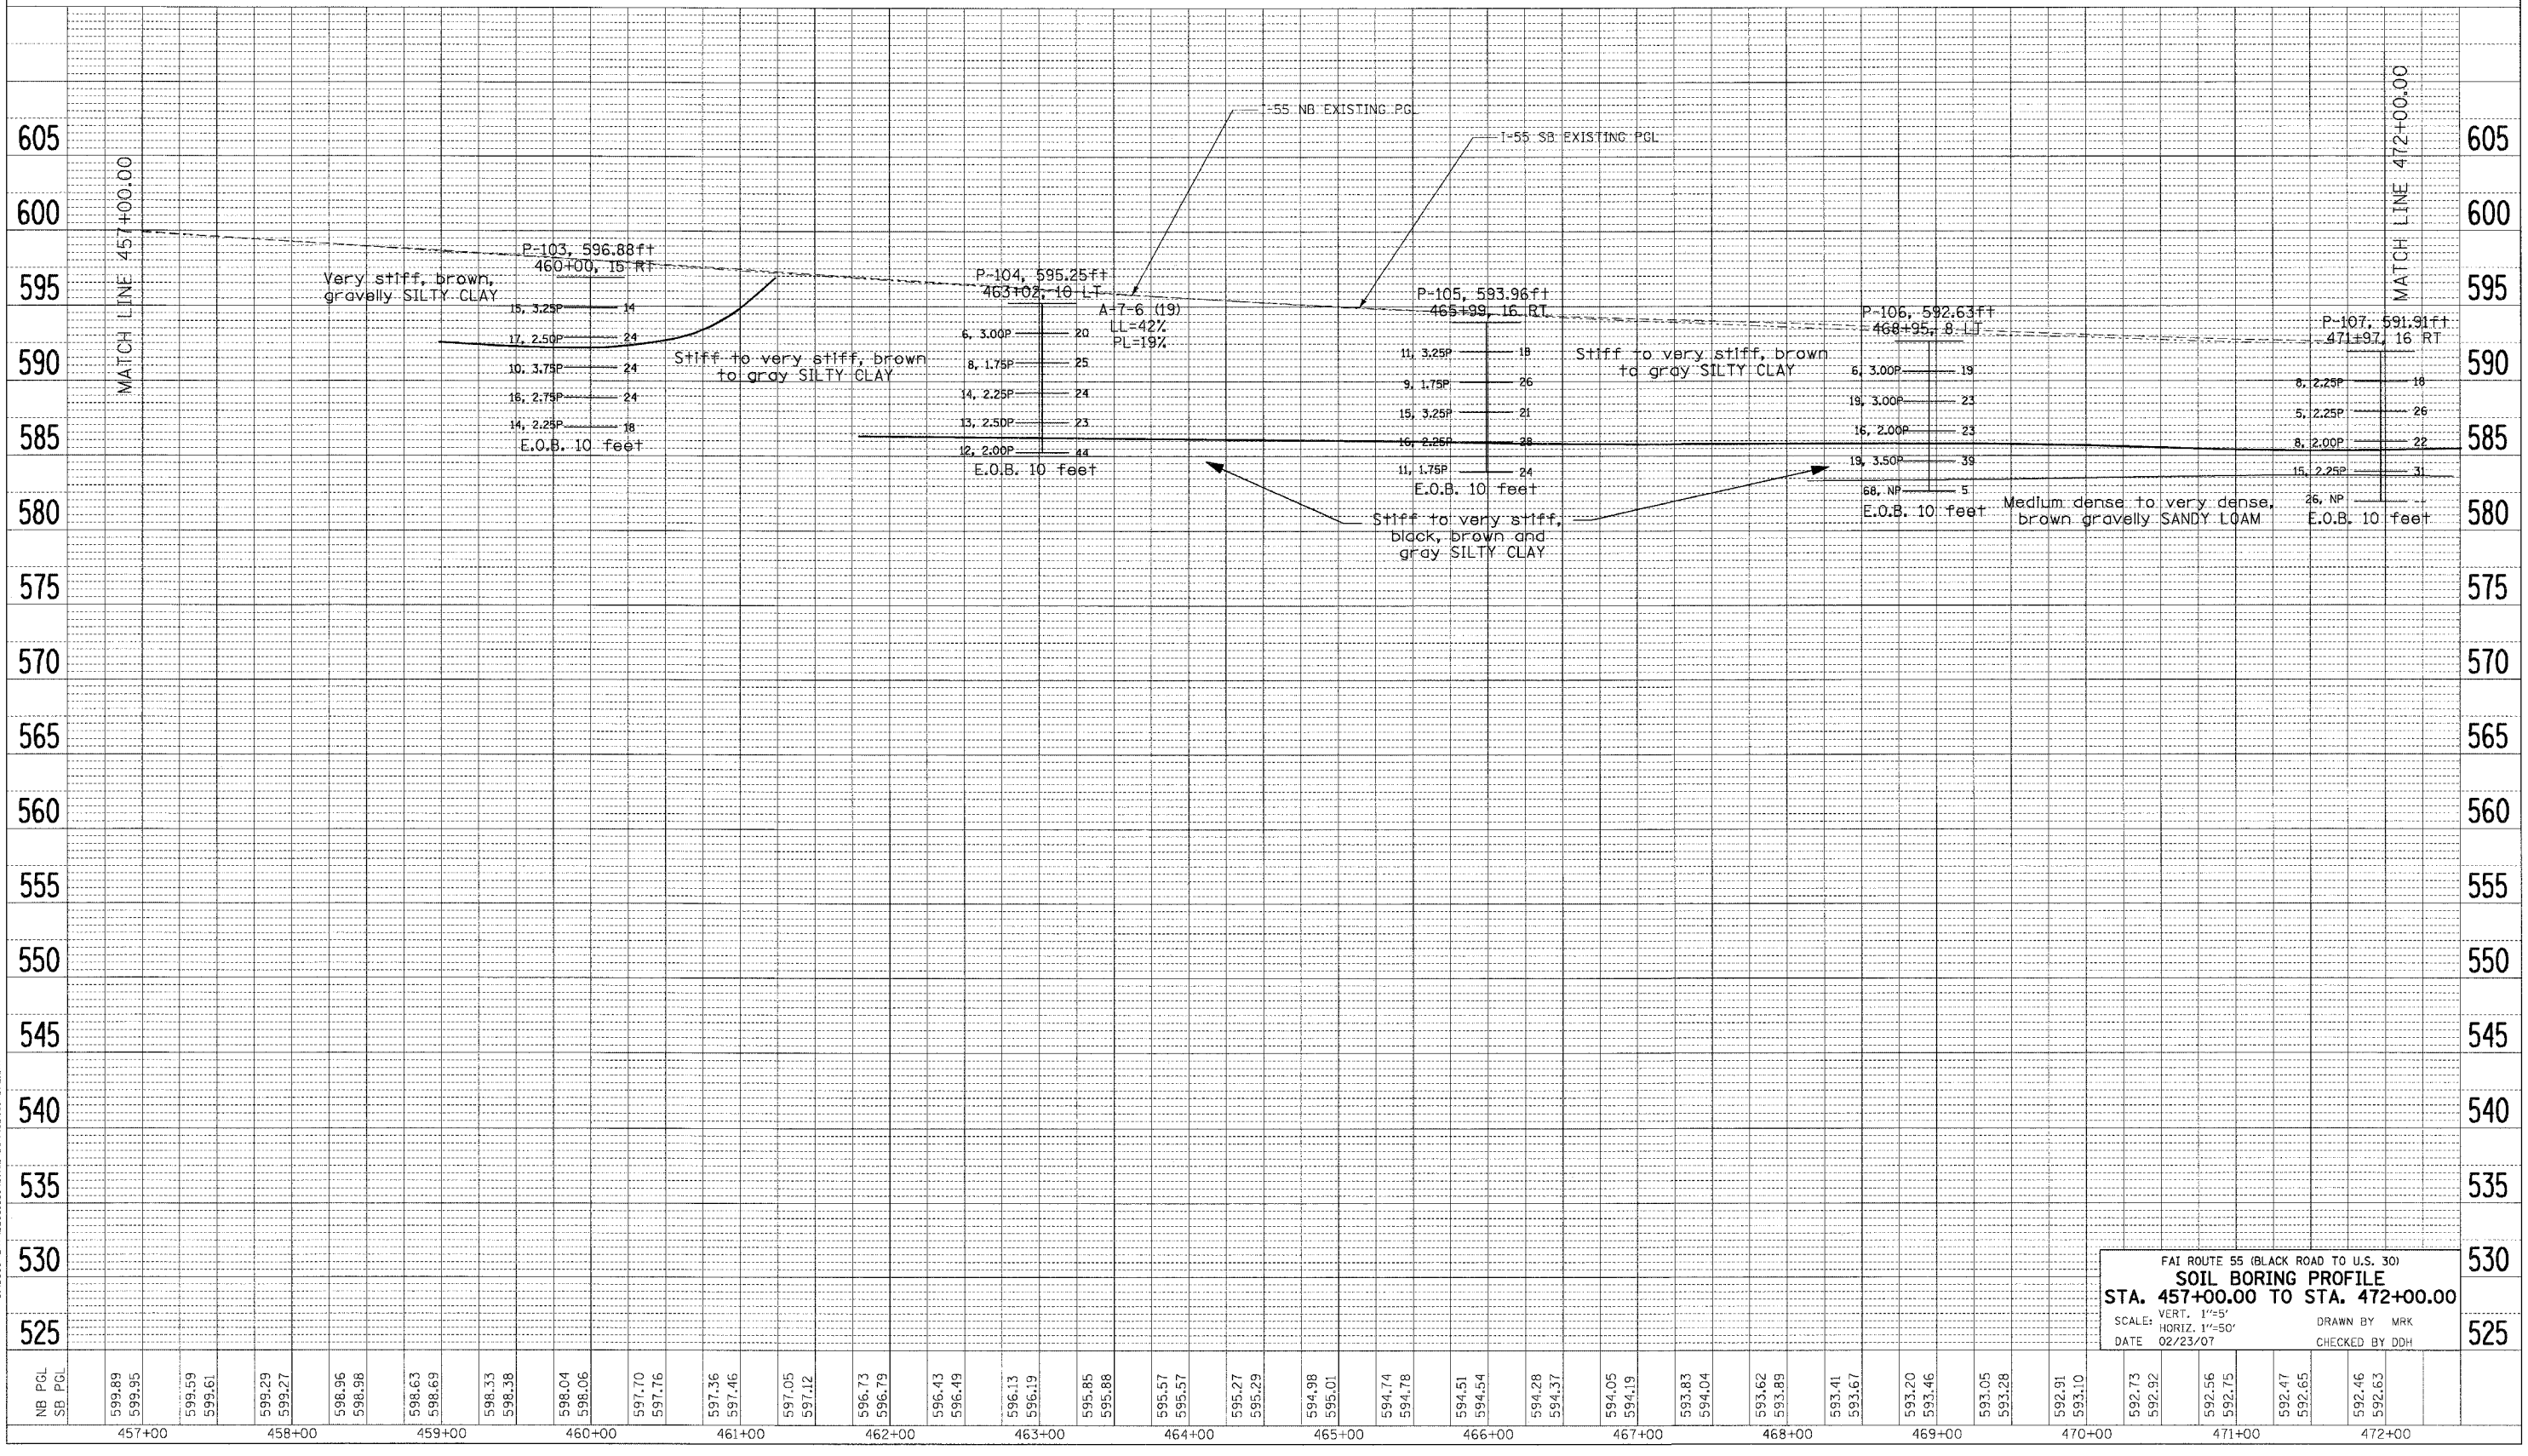 I-55 NB EXISTING PGL
I-55 SB EXISTING PGL
605
600
595
590
585
580
575
570
565
560
555
550
545
540
535
530
525
605
600
595
590
585
580
575
570
565
560
555
550
545
540
535
530
525
MATCH LINE 457+00.00
MATCH LINE 472+00.00
Very stiff, brown,
gravelly SILTY CLAY
P-103, 596.88ft
460+00, 15 RT
15, 3.25P 14
17, 2.50P 24
10, 3.75P 24
16, 2.75P 24
14, 2.25P 18
E.O.B. 10 feet
Stiff to very stiff, brown
to gray SILTY CLAY
P-104, 595.25ft
463+02, 10 LT
A-7-6 (19)
LL=42%
PL=19%
6, 3.00P 20
8, 1.75P 25
14, 2.25P 24
13, 2.50P 23
12, 2.00P 44
E.O.B. 10 feet
P-105, 593.96ft
465+99, 16 RT
11, 3.25P 18
9, 1.75P 26
15, 3.25P 21
16, 2.25P 28
11, 1.75P 24
E.O.B. 10 feet
Stiff to very stiff,
black, brown and
gray SILTY CLAY
Stiff to very stiff, brown
to gray SILTY CLAY
P-106, 592.63ft
468+95, 8 LT
6, 3.00P 19
19, 3.00P 23
16, 2.00P 23
19, 3.50P 39
68, NP 5
E.O.B. 10 feet
Medium dense to very dense,
brown gravelly SANDY LOAM
P-107, 591.91ft
471+97, 16 RT
8, 2.25P 18
5, 2.25P 26
8, 2.00P 22
15, 2.25P 31
26, NP --
E.O.B. 10 feet
FAI ROUTE 55 (BLACK ROAD TO U.S. 30)
SOIL BORING PROFILE
STA. 457+00.00 TO STA. 472+00.00
SCALE: VERT. 1"=5'
HORIZ. 1"=50'
DRAWN BY MRK
DATE 02/23/07
CHECKED BY DDH
NB PGL
SB PGL
599.89
599.95
599.59
599.61
599.29
599.27
598.96
598.98
598.63
598.69
598.33
598.38
598.04
598.06
597.70
597.76
597.36
597.46
597.05
597.12
596.73
596.79
596.43
596.49
596.13
596.19
595.85
595.88
595.57
595.57
595.27
595.29
594.98
595.01
594.74
594.78
594.51
594.54
594.28
594.37
594.05
594.19
593.83
594.04
593.62
593.89
593.41
593.67
593.20
593.46
593.05
593.28
592.91
593.10
592.73
592.92
592.56
592.75
592.47
592.65
592.46
592.63
457+00
458+00
459+00
460+00
461+00
462+00
463+00
464+00
465+00
466+00
467+00
468+00
469+00
470+00
471+00
472+00